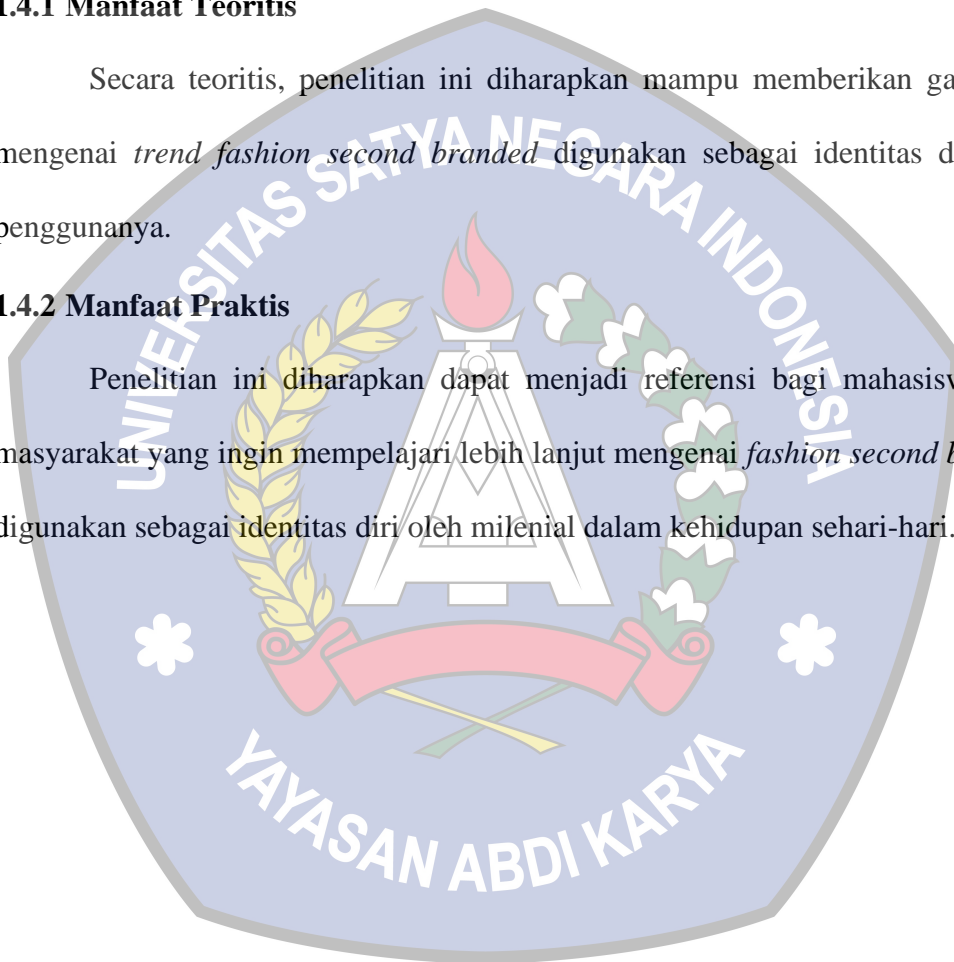 1.4.1 Manfaat Teoritis
Secara teoritis, penelitian ini diharapkan mampu memberikan
mengenai trend fashion second branded digunakan sebagai identitas
penggunanya.
1.4.2 Manfaat Praktis
Penelitian ini diharapkan dapat menjadi referensi bagi
masyarakat yang ingin mempelajari lebih lanjut mengenai fashion second
digunakan sebagai identitas diri oleh milenial dalam kehidupan sehari-hari.
UNIVERSITAS SATYA NEGARA INDONESIA
YAYASAN ABDI KARYA